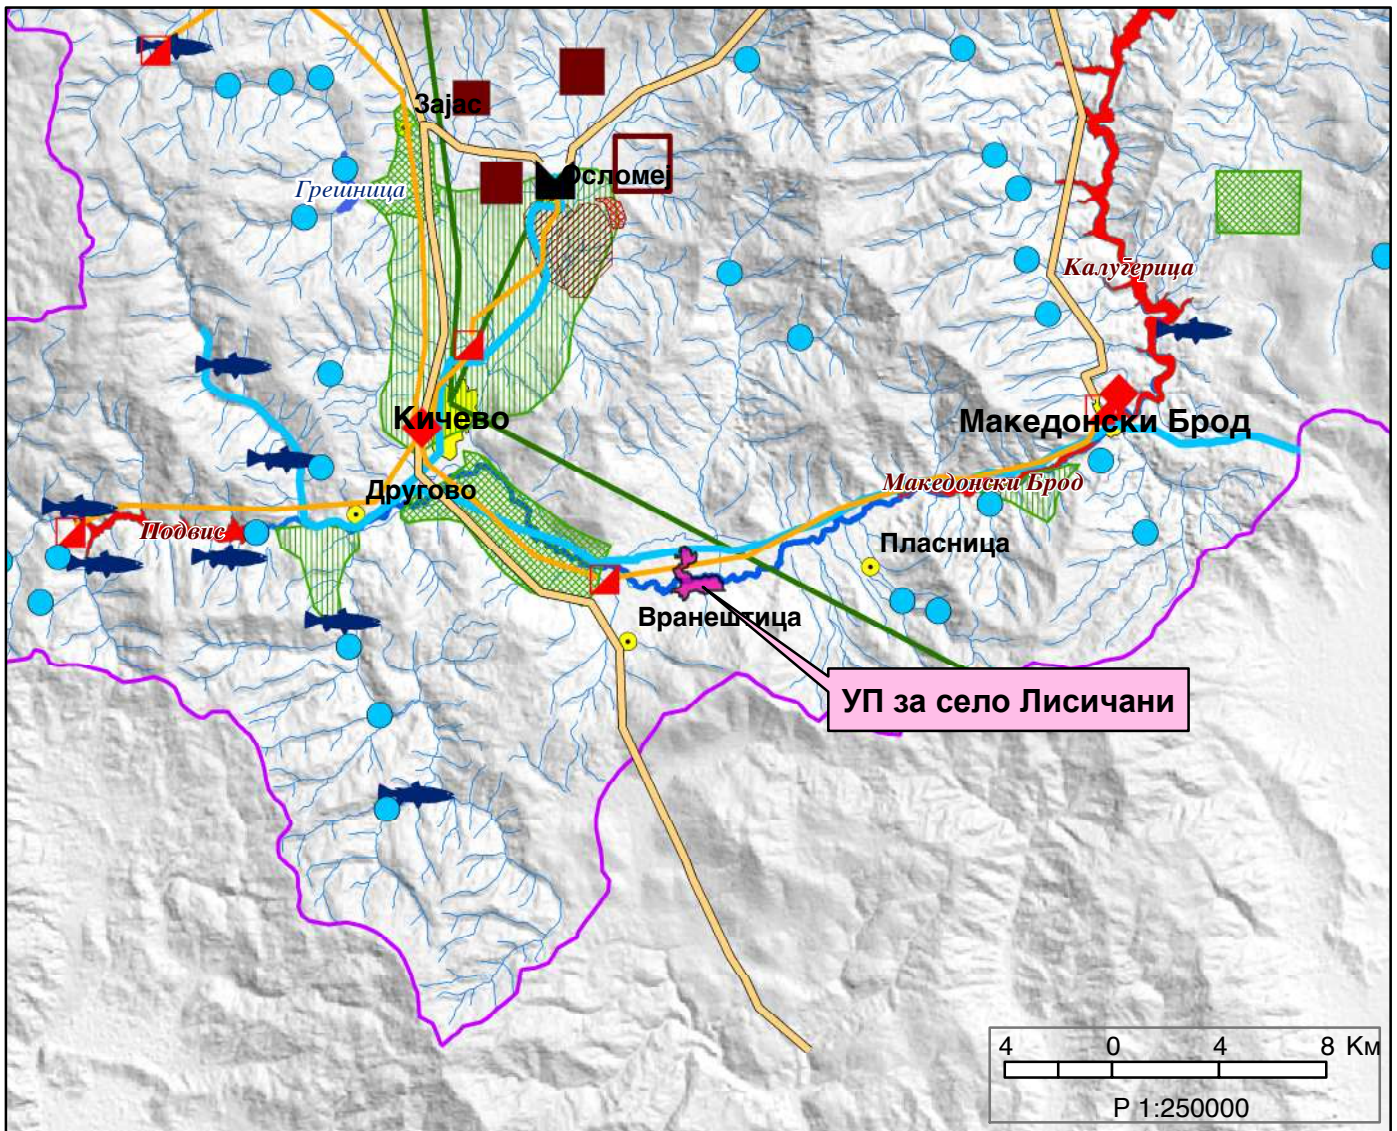 Зајас
Осломеј
Грешница
Калуѓерица
Кичево
Македонски Брод
Другово
Македонски Брод
Подвис
Пласница
Вранештица
УП за село Лисичани
4 0 4 8 Км
Р 1:250000